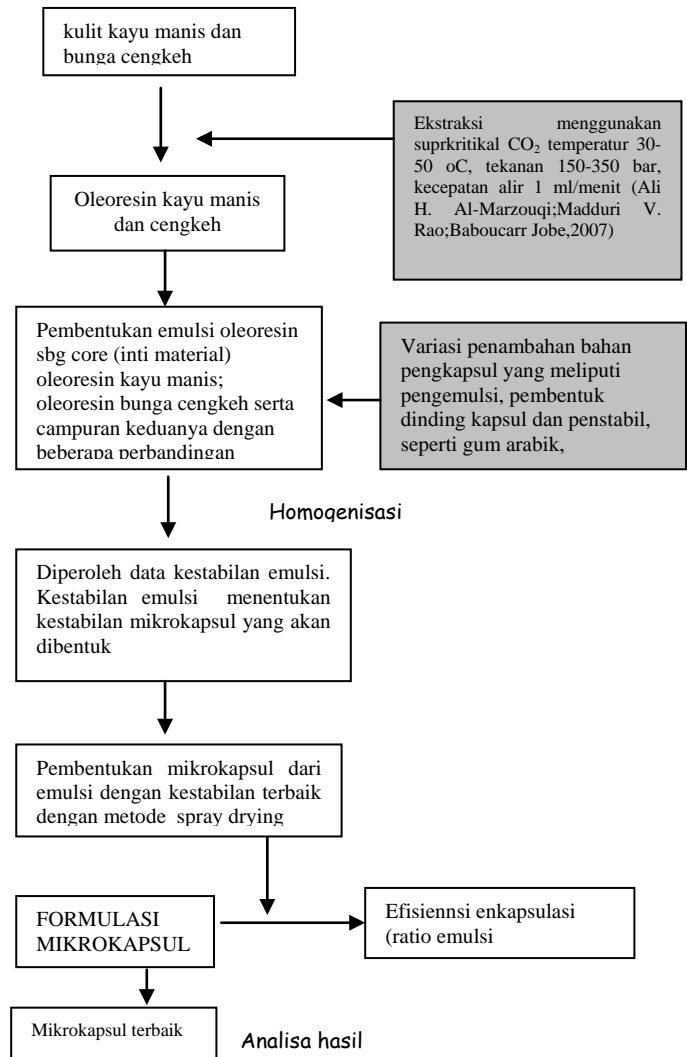 kulit kayu manis dan
bunga cengkeh
Ekstraksi menggunakan
suprkritikal CO₂ temperatur 30-
50 oC, tekanan 150-350 bar,
kecepatan alir 1 ml/menit (Ali
H. Al-Marzouqi;Madduri V.
Rao;Baboucarr Jobe,2007)
Oleoresin kayu manis
dan cengkeh
Pembentukan emulsi oleoresin
sbg core (inti material)
oleoresin kayu manis;
oleoresin bunga cengkeh serta
campuran keduanya dengan
beberapa perbandingan
Variasi penambahan bahan
pengkapsul yang meliputi
pengemulsi, pembentuk
dinding kapsul dan penstabil,
seperti gum arabik,
Homogenisasi
Diperoleh data kestabilan emulsi.
Kestabilan emulsi menentukan
kestabilan mikrokapsul yang akan
dibentuk
Pembentukan mikrokapsul dari
emulsi dengan kestabilan terbaik
dengan metode spray drying
FORMULASI
MIKROKAPSUL
Efisiennsi enkapsulasi
(ratio emulsi
Mikrokapsul terbaik
Analisa hasil